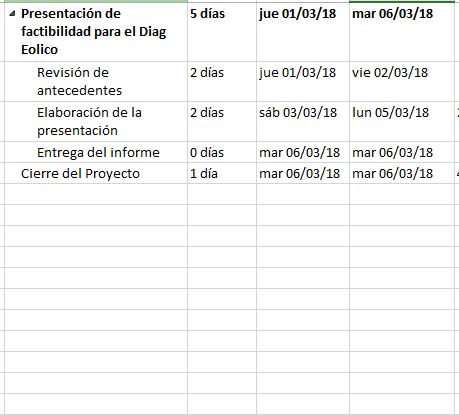 Presentación de 5 días jue 01/03/18 mar 06/03/18
factibilidad para el Diag
Eolico
Revisión de 2 días jue 01/03/18 vie 02/03/18
antecedentes
Elaboración de la 2 días sáb 03/03/18 lun 05/03/18
presentación
Entrega del informe 0 días mar 06/03/18 mar 06/03/18
Cierre del Proyecto 1 día mar 06/03/18 mar 06/03/18